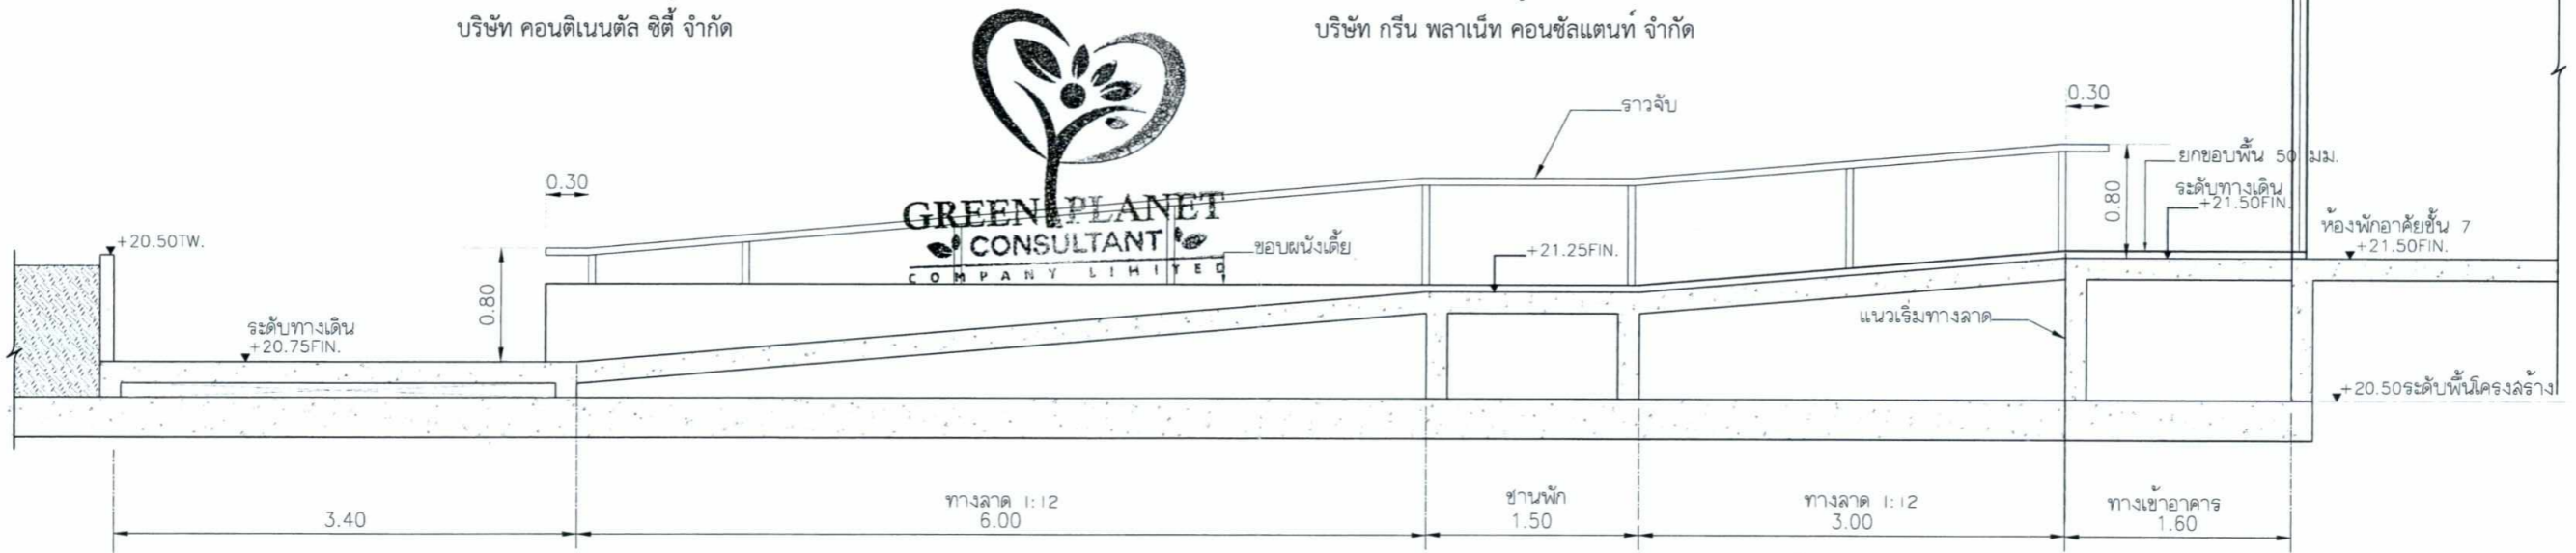 บริษัท คอนติเนนตัล ซิตี้ จำกัด
บริษัท กรีน พลาเน็ท คอนซัลแตนท์ จำกัด
GREEN PLANET
CONSULTANT
COMPANY LIMITED
0.30
ราวจับ
0.30
ยกขอบพื้น 50 มม.
ระดับทางเดิน
+21.50FIN.
0.80
ห้องพักอาศัยชั้น 7
+21.50FIN.
+20.50TW.
ขอบผนังเตี้ย
+21.25FIN.
0.80
ระดับทางเดิน
+20.75FIN.
แนวเริ่มทางลาด
+20.50ระดับพื้นโครงสร้าง
3.40
ทางลาด 1:12
6.00
ชานพัก
1.50
ทางลาด 1:12
3.00
ทางเข้าอาคาร
1.60